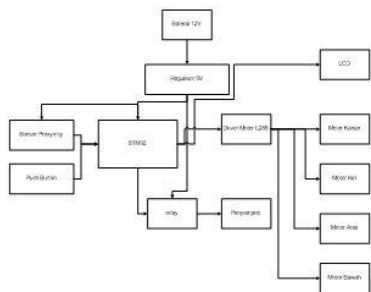 Baterai 12V
Regulator 5V
LCD
Sensor Proximity
STM32
Driver Motor L298
Motor Kanan
Push Button
Motor Kiri
relay
Penyemprot
Motor Atas
Motor Bawah